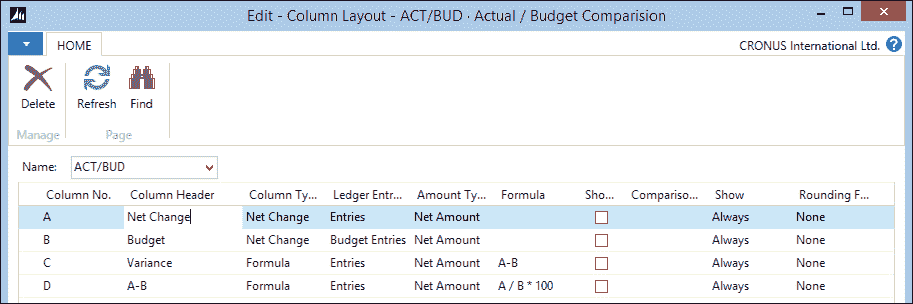 Edit - Column Layout - ACT/BUD · Actual / Budget Comparision
HOME
CRONUS International Ltd.
Delete
Refresh
Find
Manage
Page
Name:
ACT/BUD
Column No. Column Header Column Ty... Ledger Entr... Amount Ty... Formula Sho... Compariso... Show Rounding F...
A Net Change Net Change Entries Net Amount Always None
B Budget Net Change Budget Entries Net Amount Always None
C Variance Formula Entries Net Amount A-B Always None
D A-B Formula Entries Net Amount A / B * 100 Always None